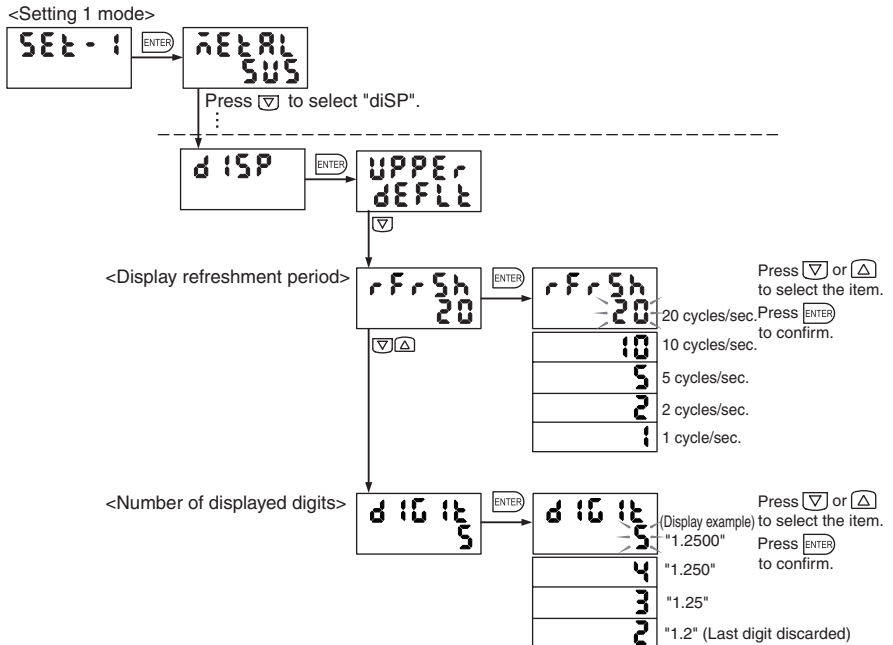 <Setting 1 mode>
SEt-1 ENTER METAL
SUS
Press ▽ to select "diSP".
diSP ENTER UPPEr
dEFLt
▽
<Display refreshment period> rFrSh ENTER rFrSh
20 20 20 cycles/sec.
Press ▽ or △
to select the item.
Press ENTER
to confirm.
▽ △
10 10 cycles/sec.
5 5 cycles/sec.
2 2 cycles/sec.
1 1 cycle/sec.
<Number of displayed digits> diGit ENTER diGit
5 5 (Display example)
"1.2500"
Press ▽ or △
to select the item.
Press ENTER
to confirm.
4 "1.250"
3 "1.25"
2 "1.2" (Last digit discarded)